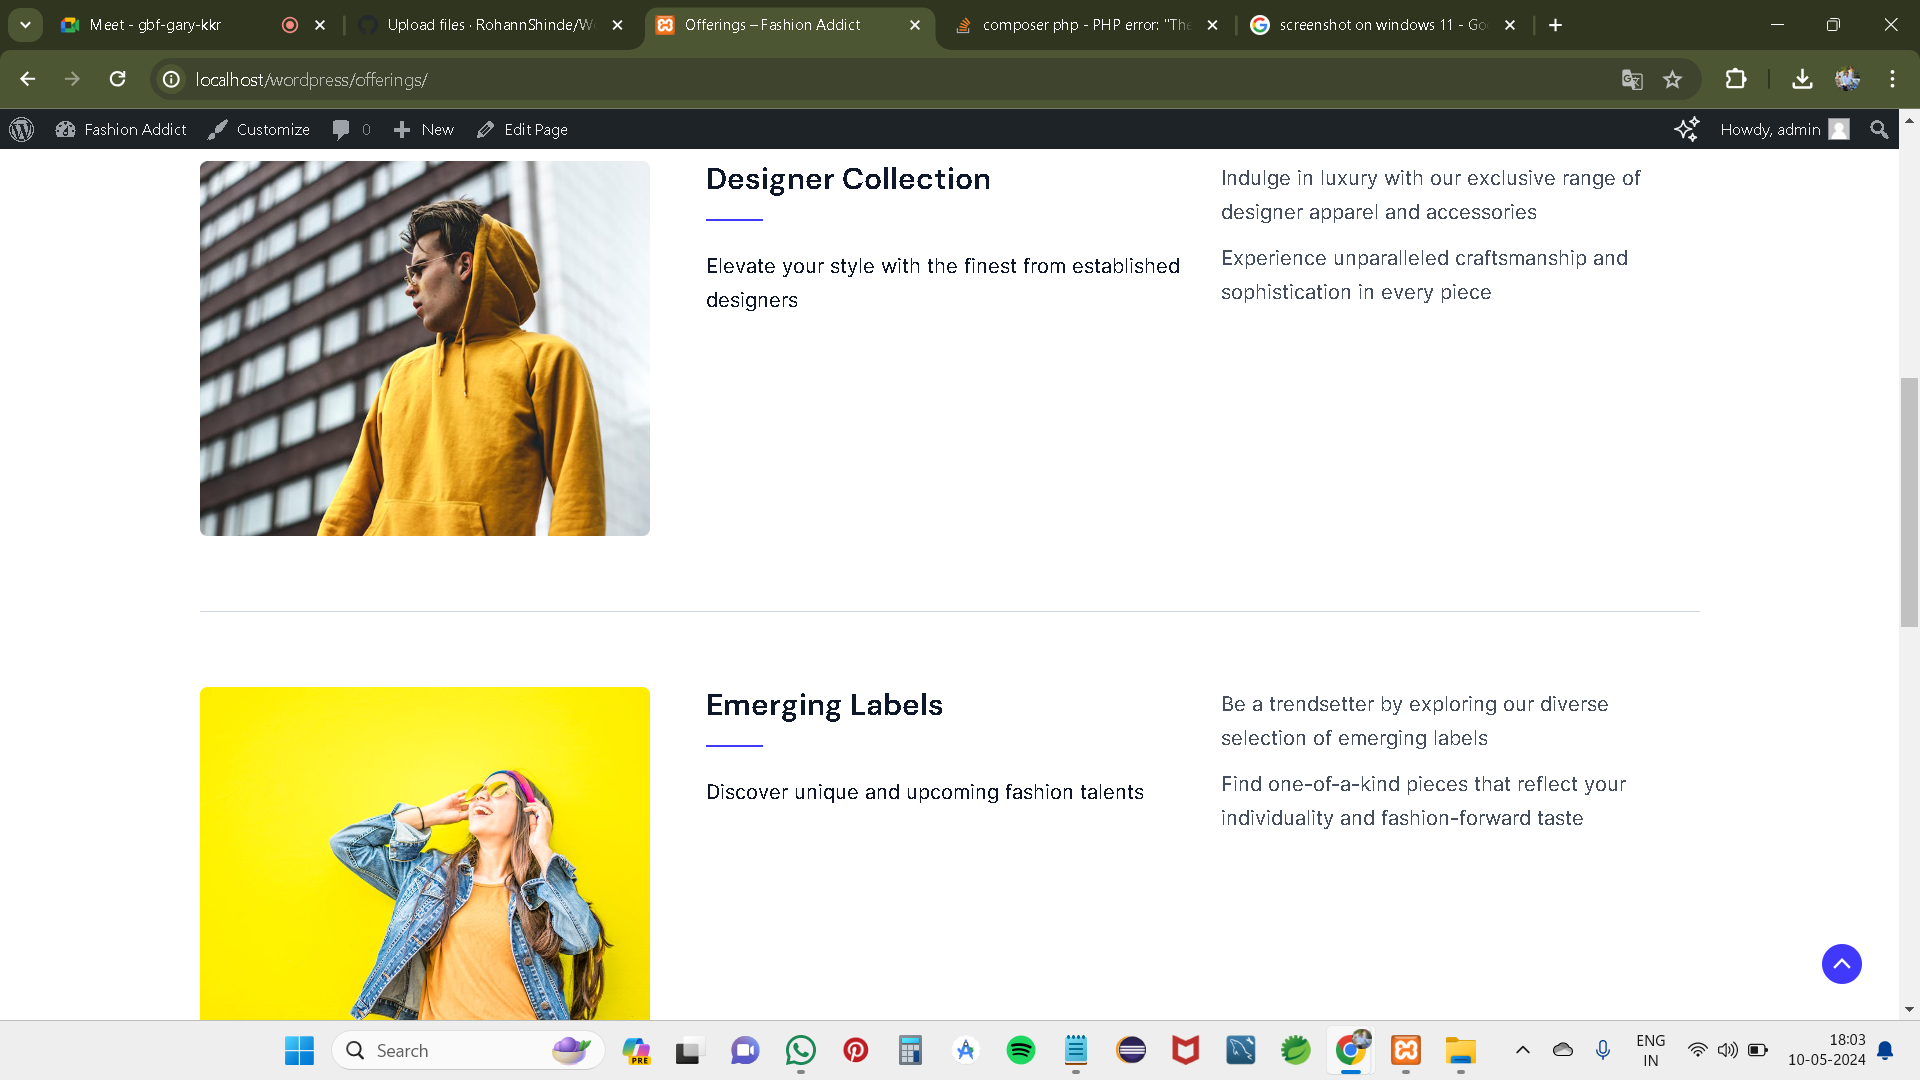 Meet - gbf-gary-kkr
Upload files · RohannShinde/W
Offerings – Fashion Addict
composer php - PHP error: "The
screenshot on windows 11 - Go
localhost/wordpress/offerings/
Fashion Addict
Customize
0
New
Edit Page
Howdy, admin
Designer Collection
Elevate your style with the finest from established
designers
Indulge in luxury with our exclusive range of
designer apparel and accessories
Experience unparalleled craftsmanship and
sophistication in every piece
Emerging Labels
Discover unique and upcoming fashion talents
Be a trendsetter by exploring our diverse
selection of emerging labels
Find one-of-a-kind pieces that reflect your
individuality and fashion-forward taste
Search
PRE
ENG
IN
18:03
10-05-2024